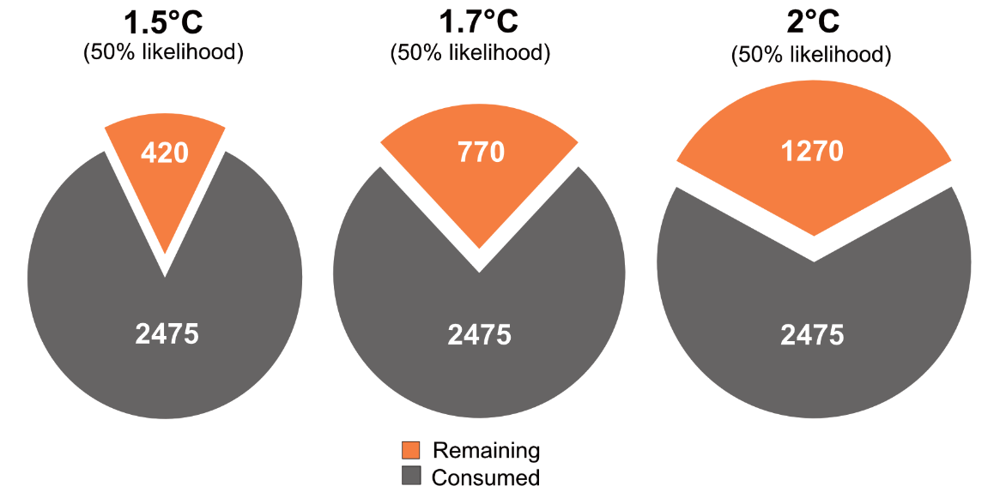 1.5°C
(50% likelihood)
1.7°C
(50% likelihood)
2°C
(50% likelihood)
420
770
1270
2475
2475
2475
Remaining
Consumed